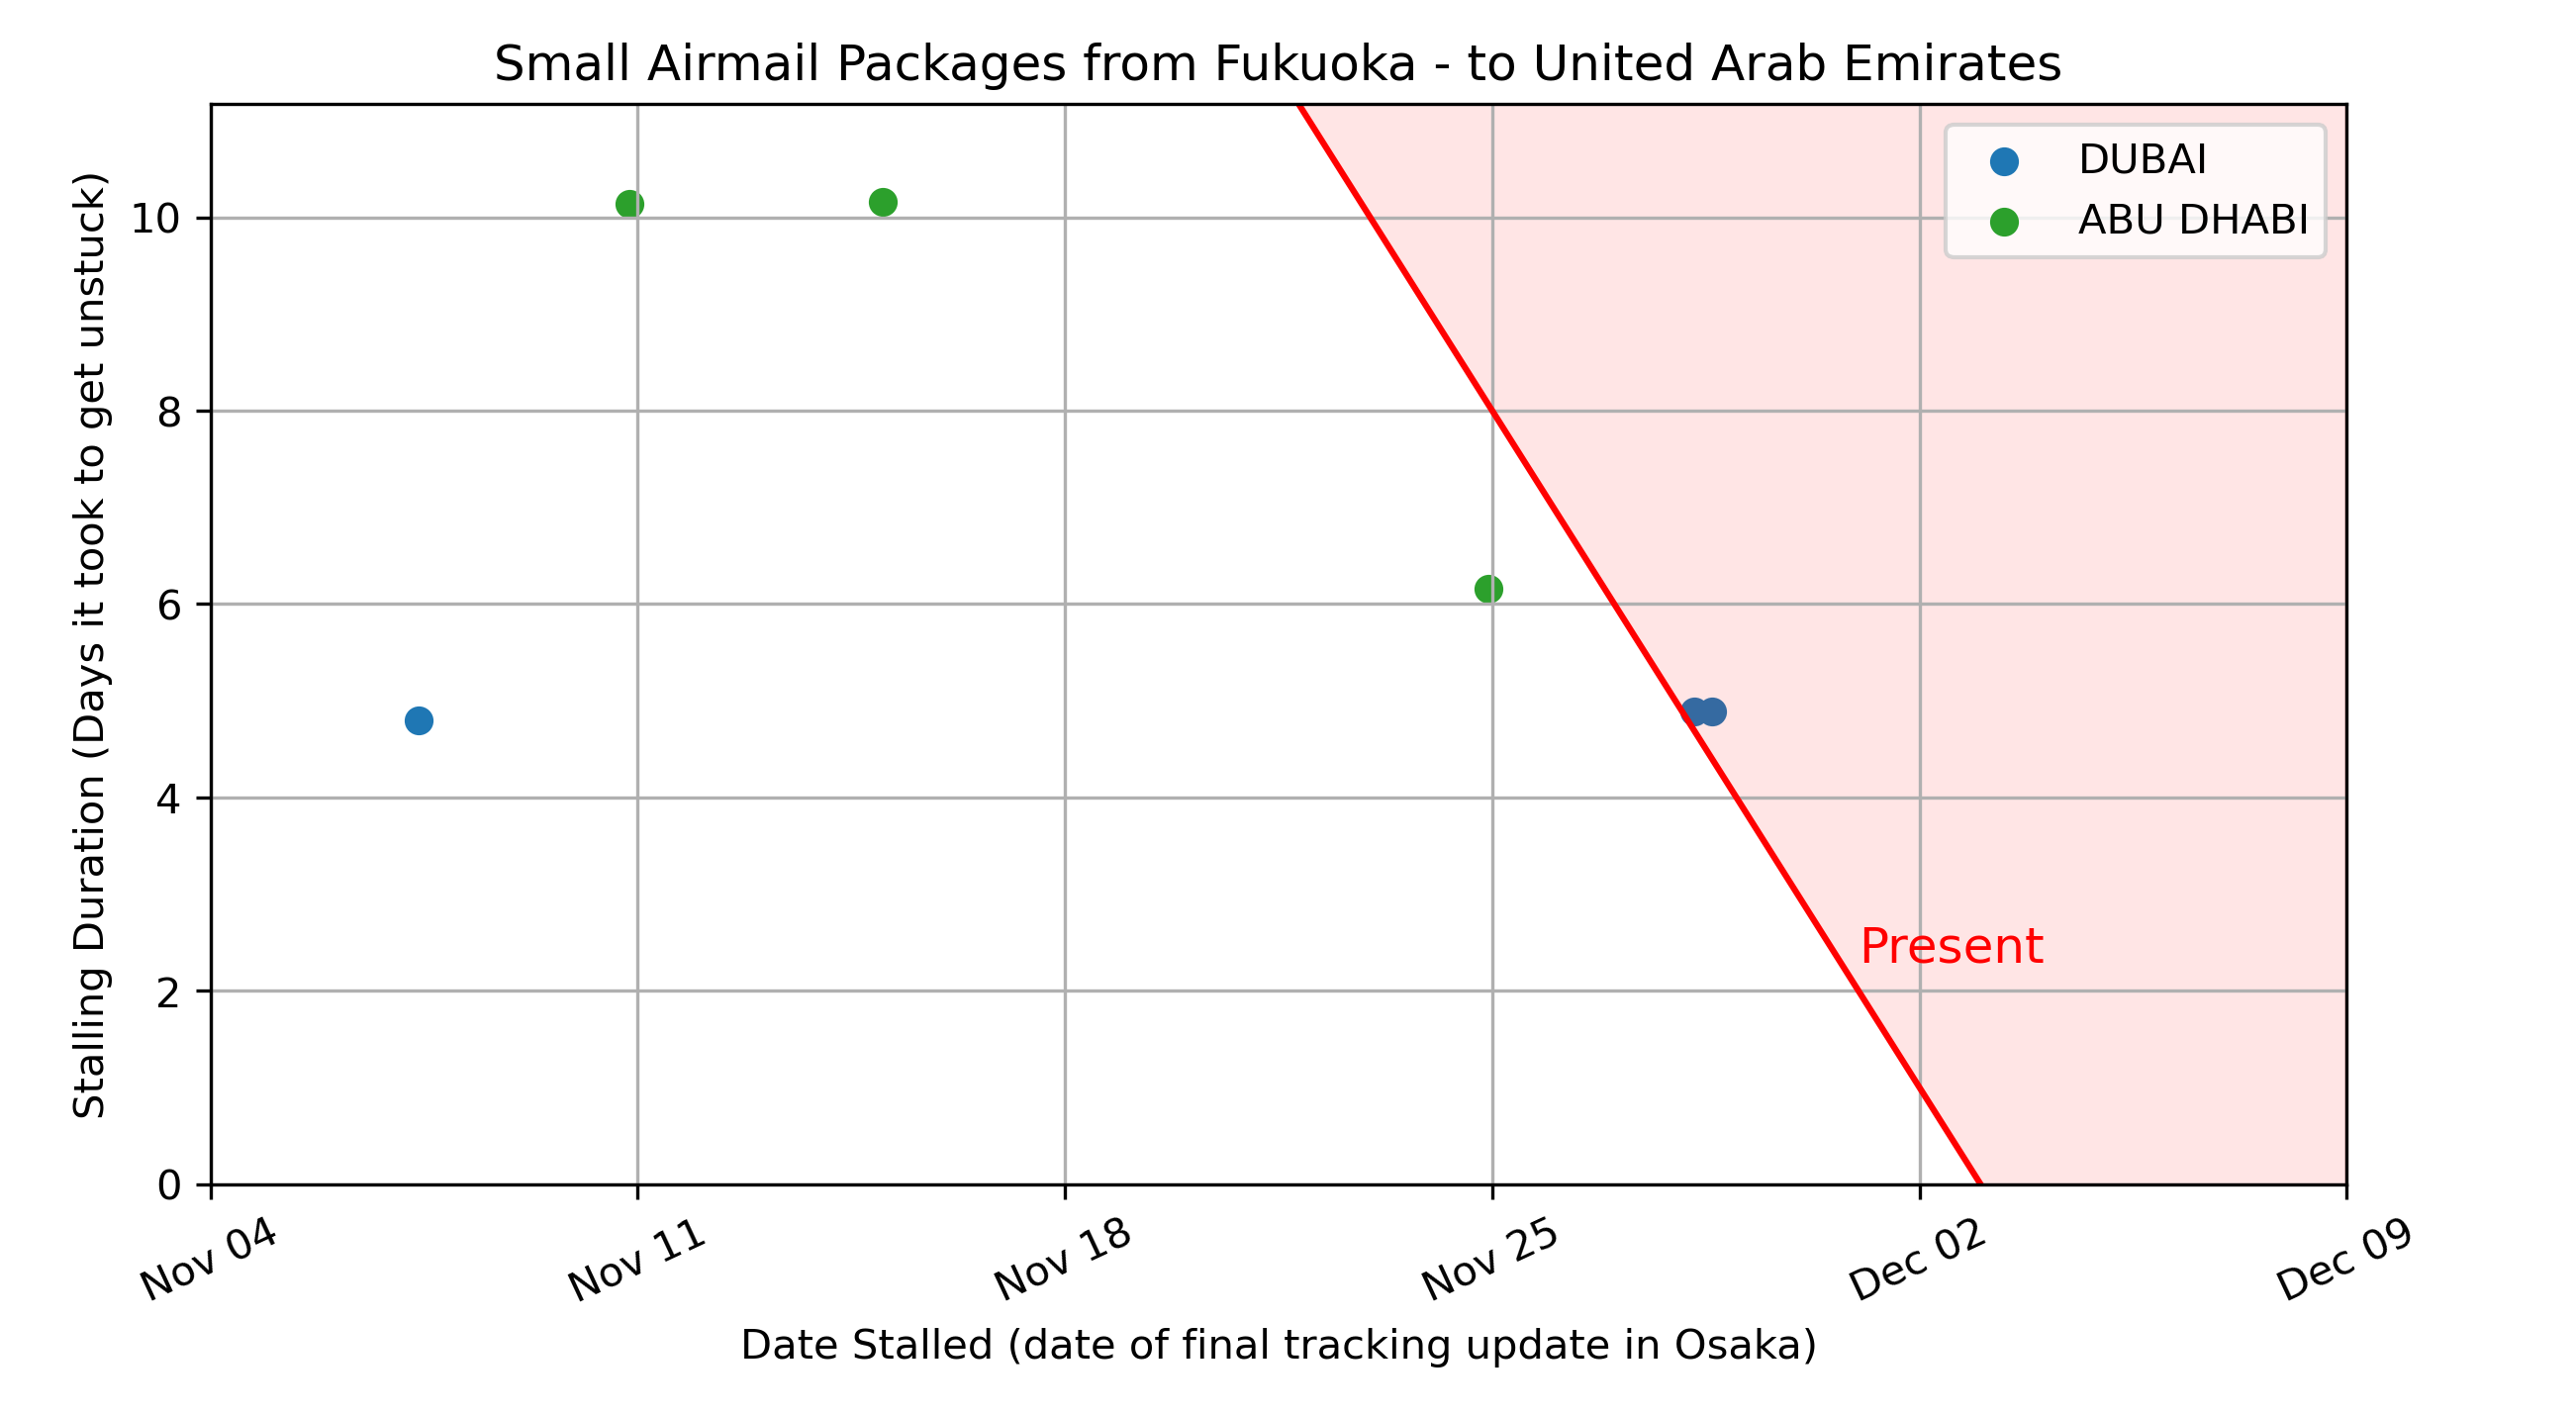 Small Airmail Packages from Fukuoka - to United Arab Emirates
DUBAI
ABU DHABI
Stalling Duration (Days it took to get unstuck)
10
8
6
4
2
0
Present
Nov 04
Nov 11
Nov 18
Nov 25
Dec 02
Dec 09
Date Stalled (date of final tracking update in Osaka)